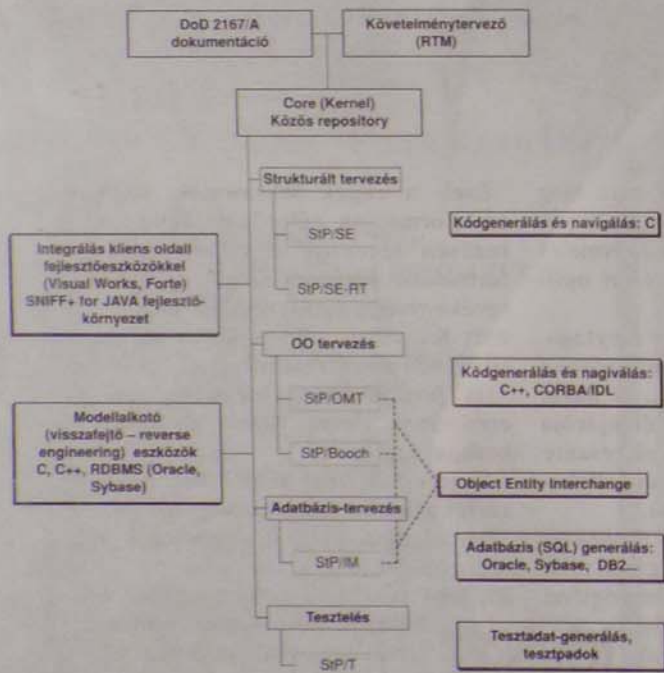 DoD 2167/A
dokumentáció
Követelménytervező
(RTM)
Core (Kernel)
Közös repository
Strukturált tervezés
StP/SE
Kódgenerálás és navigálás: C
Integrálás kliens oldali
fejlesztőeszközökkel
(Visual Works, Forte)
SNIFF+ for JAVA fejlesztő-
környezet
StP/SE-RT
OO tervezés
Kódgenerálás és nagiválás:
C++, CORBA/IDL
StP/OMT
Modellalkotó
(visszafejtő – reverse
engineering) eszközök
C, C++, RDBMS (Oracle,
Sybase)
StP/Booch
Object Entity Interchange
Adatbázis-tervezés
StP/IM
Adatbázis (SQL) generálás:
Oracle, Sybase, DB2...
Tesztelés
StP/T
Tesztadat-generálás,
tesztpadok